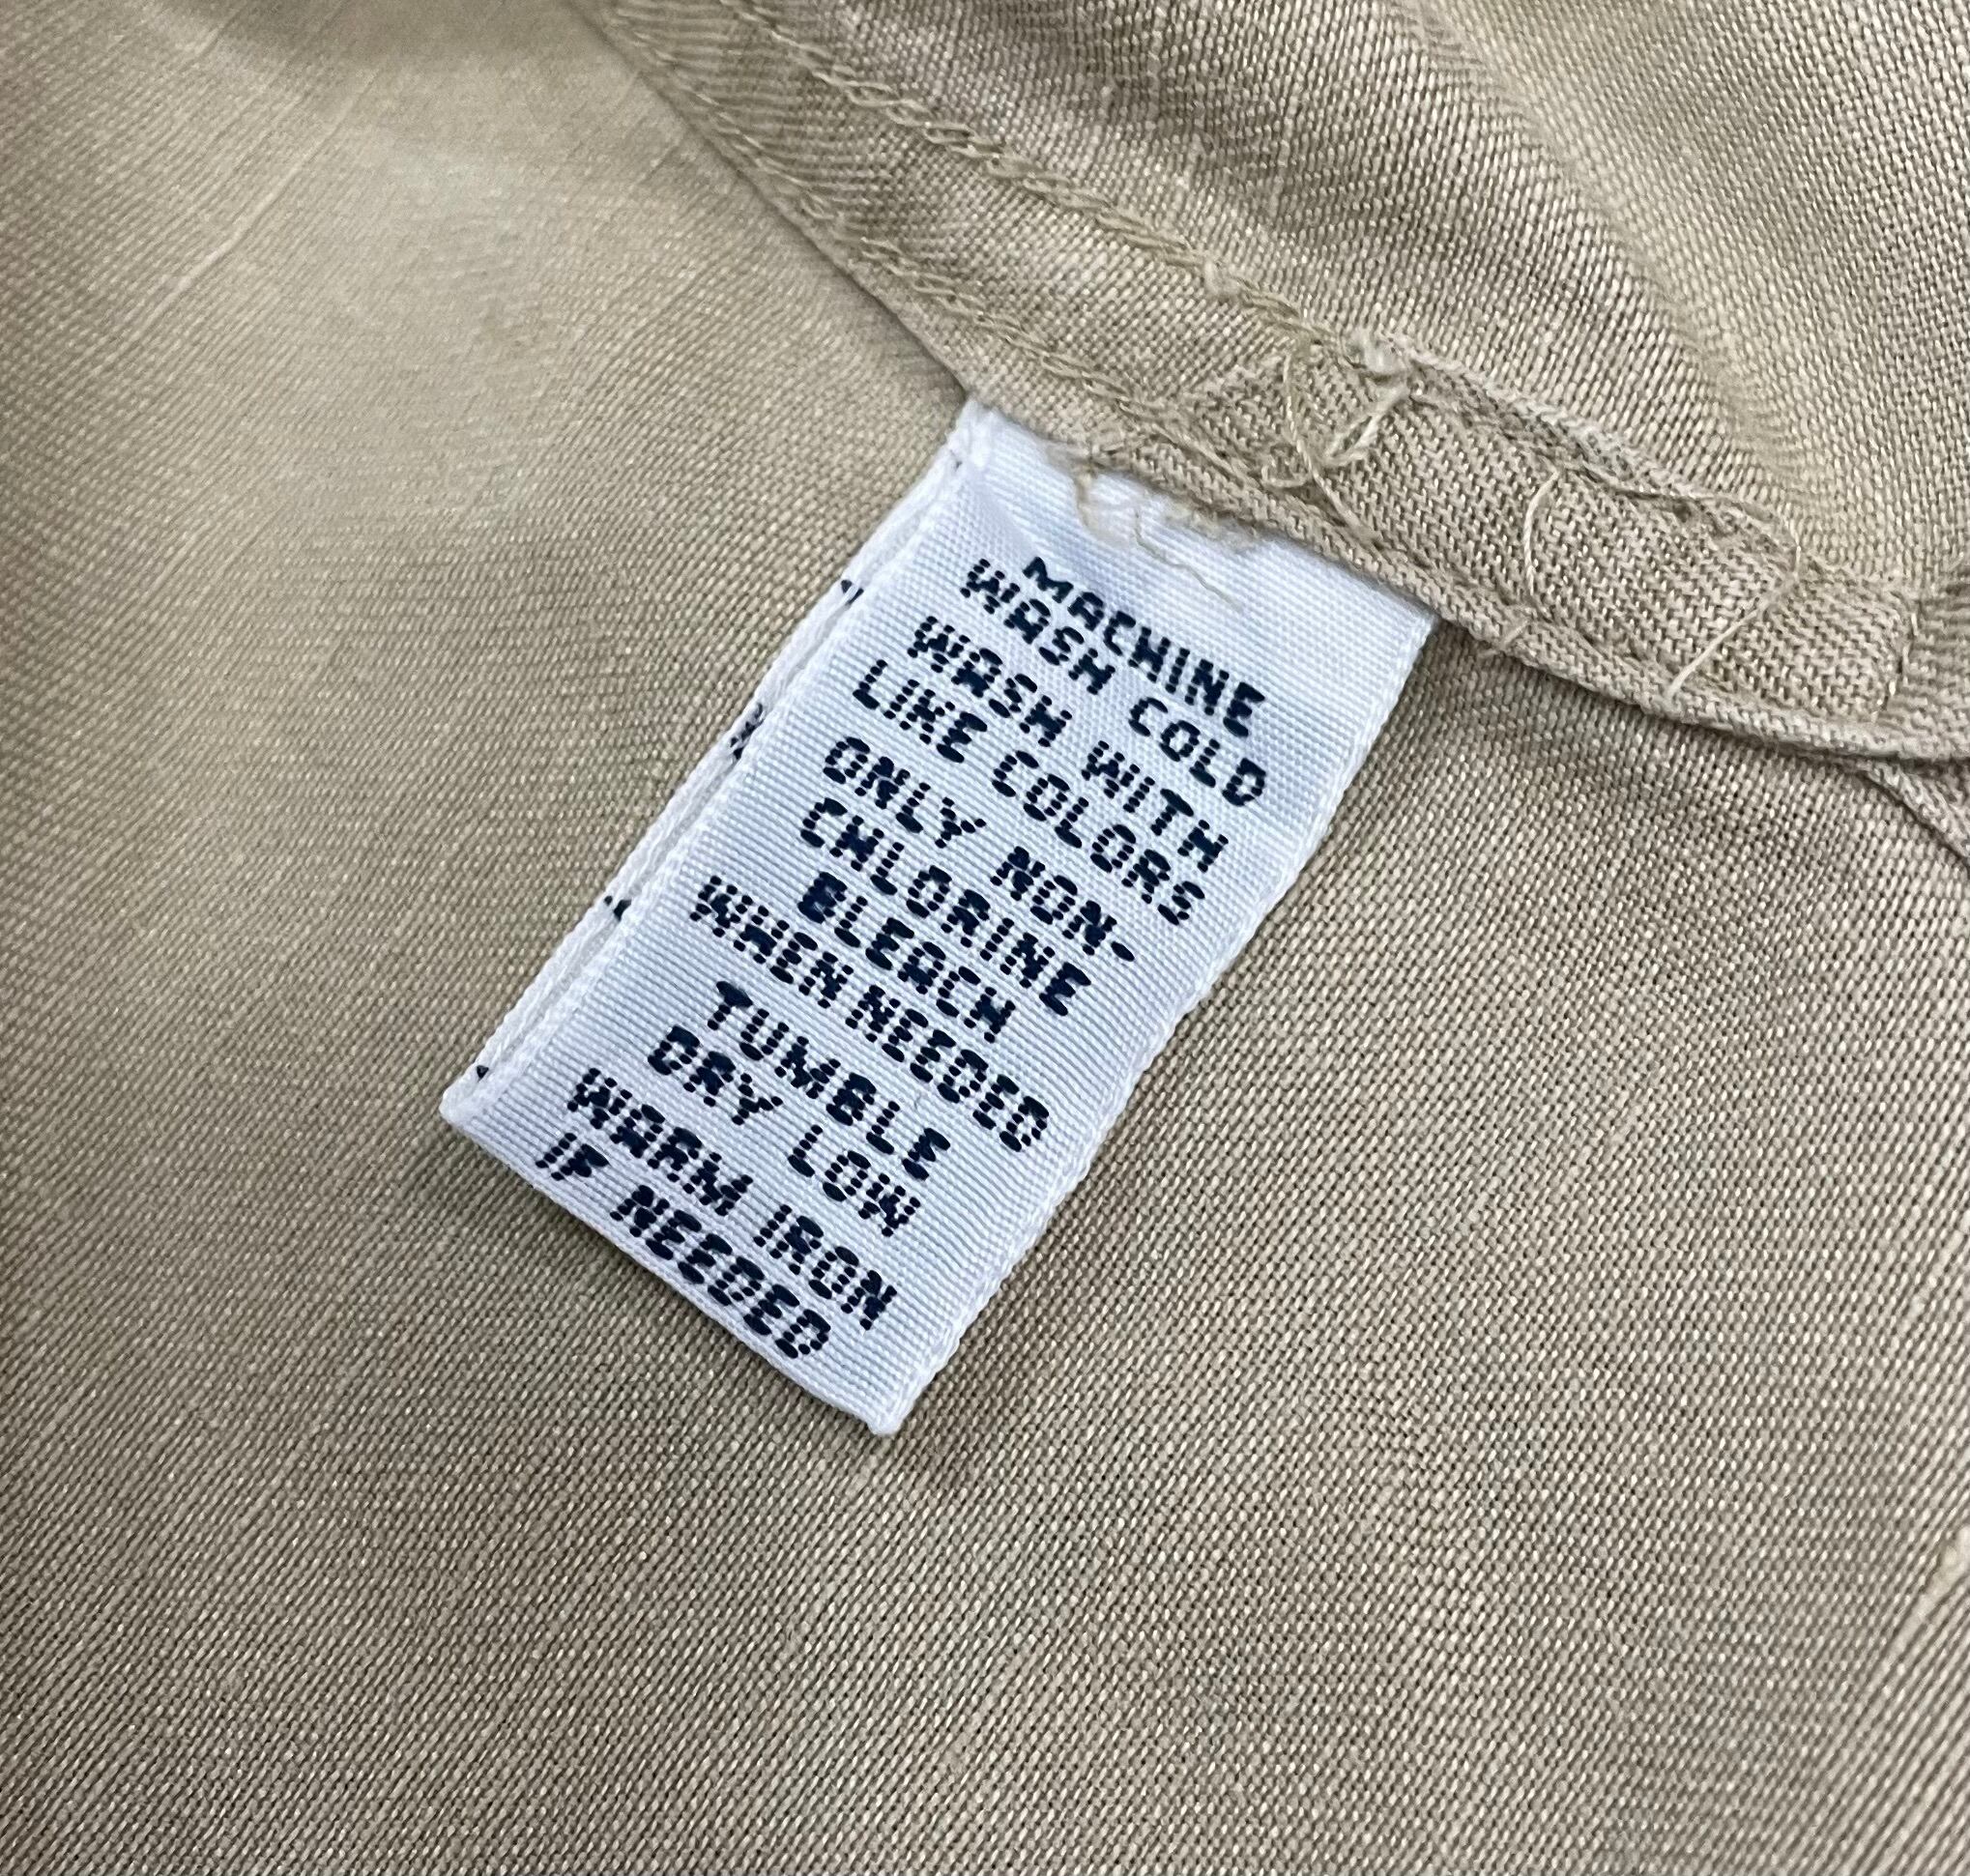 MACHINE
WASH COLD
WASH WITH
LIKE COLORS
ONLY NON-
CHLORINE
BLEACH
WHEN NEEDED
TUMBLE
DRY LOW
WARM IRON
IF NEEDED